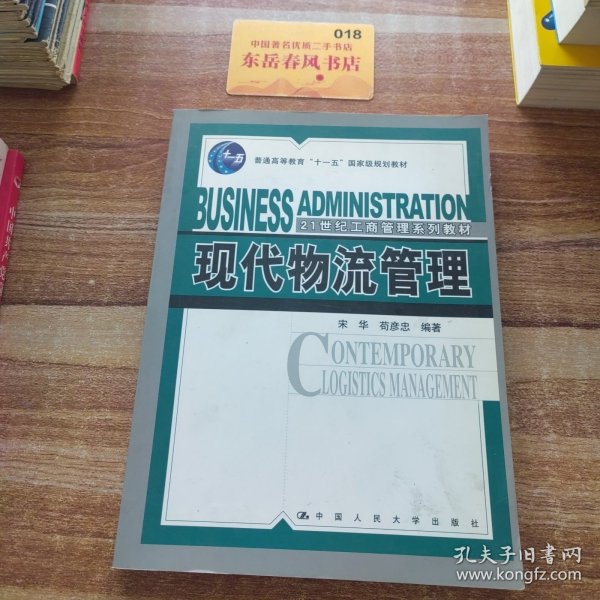 018
中国著名优质二手书店
东岳春风书店
十一五
普通高等教育“十一五”国家级规划教材
BUSINESS ADMINISTRATION
21世纪工商管理系列教材
现代物流管理
宋 华 苟彦忠 编著
CONTEMPORARY
LOGISTICS MANAGEMENT
中国人民大学出版社
孔夫子旧书网
www.kongfz.com